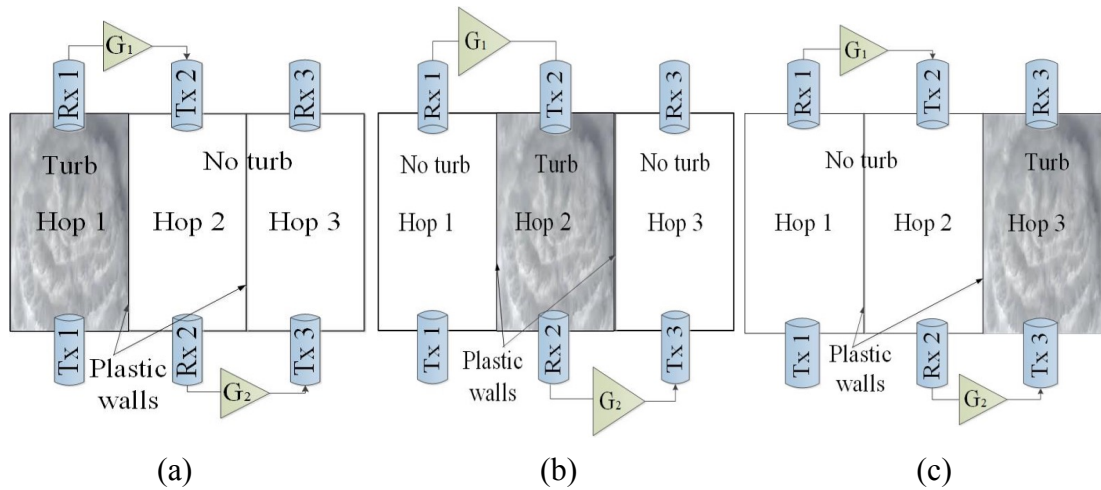 G1
Rx 1
Tx 2
Rx 3
Turb
No turb
Hop 1
Hop 2
Hop 3
Tx 1
Rx 2
Tx 3
Plastic
walls
G2
(a)
G1
Rx 1
Tx 2
Rx 3
No turb
Turb
No turb
Hop 1
Hop 2
Hop 3
Tx 1
Rx 2
Tx 3
Plastic
walls
G2
(b)
G1
Rx 1
Tx 2
Rx 3
No turb
Turb
Hop 1
Hop 2
Hop 3
Tx 1
Rx 2
Tx 3
Plastic
walls
G2
(c)